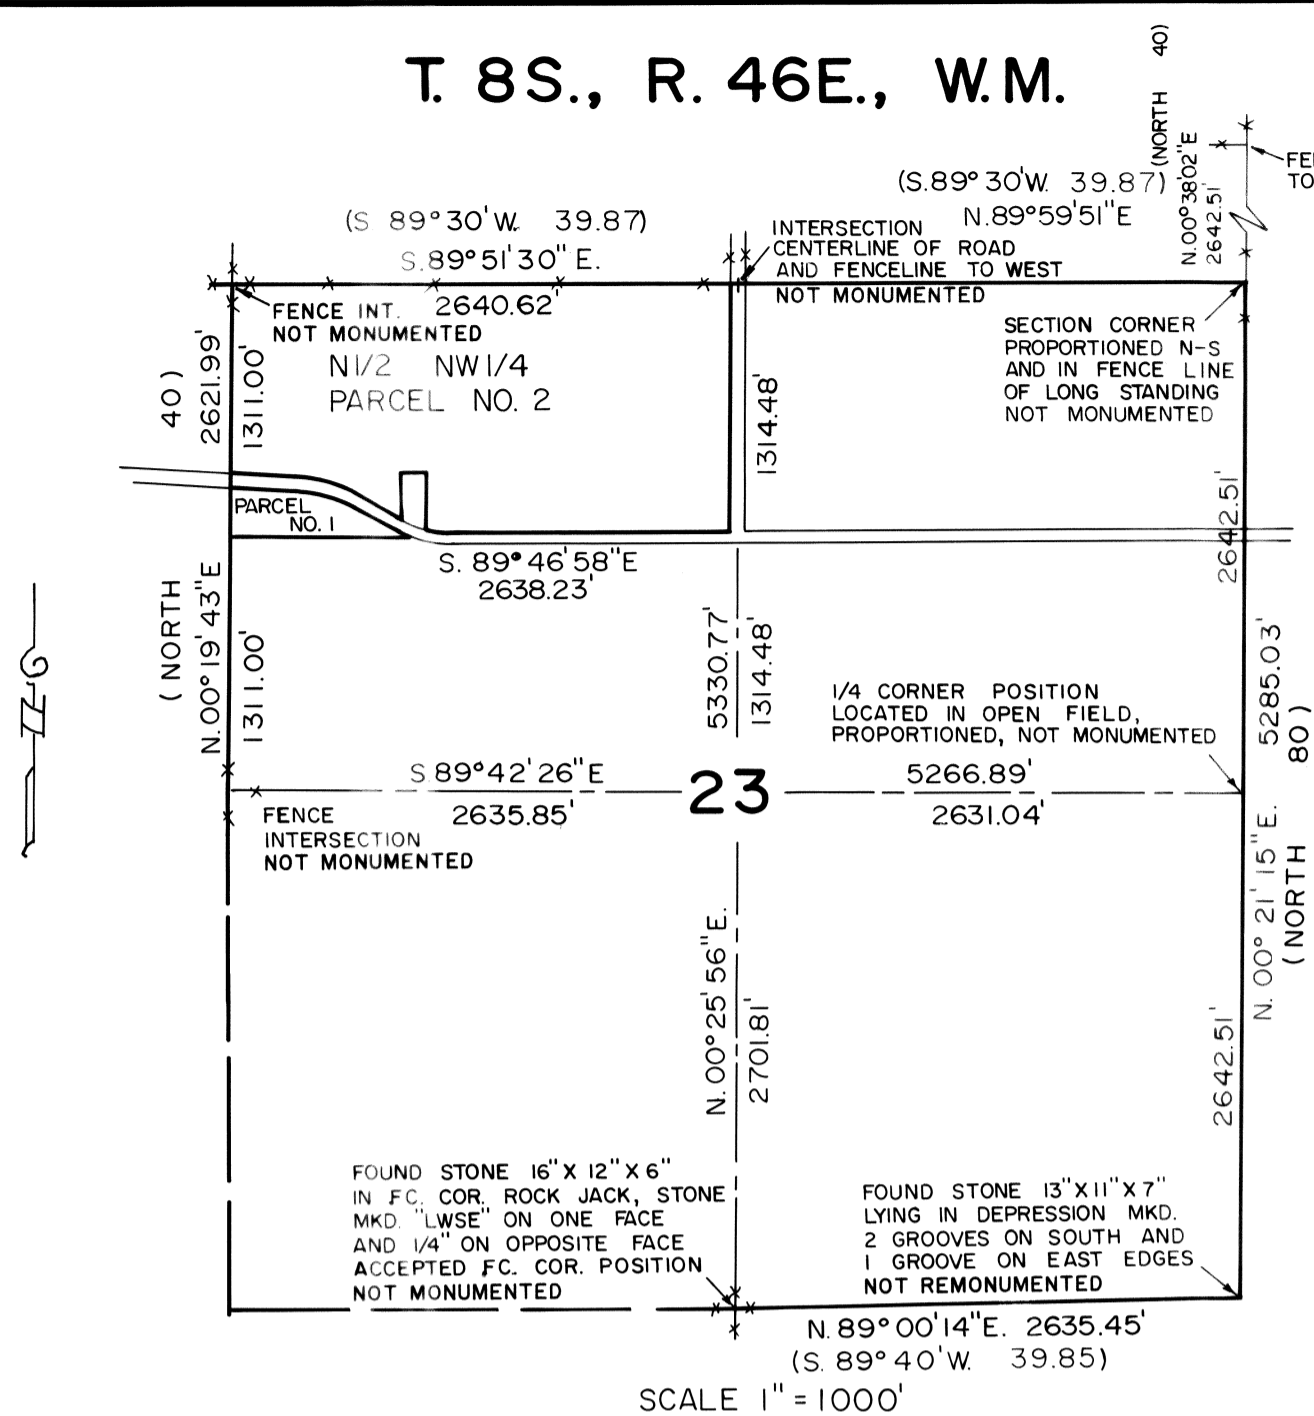 T. 8S., R. 46E., W.M.
(NORTH 40)
N.00°38'02"E
2642.51'
(S.89°30'W. 39.87)
N.89°59'51"E
(S 89°30'W. 39.87)
S.89°51'30"E.
2640.62'
INTERSECTION
CENTERLINE OF ROAD
AND FENCELINE TO WEST
NOT MONUMENTED
FENCE INT.
NOT MONUMENTED
N1/2 NW1/4
PARCEL NO. 2
SECTION CORNER
PROPORTIONED N-S
AND IN FENCE LINE
OF LONG STANDING
NOT MONUMENTED
40)
2621.99'
1311.00'
1314.48'
2642.51'
PARCEL
NO. 1
S. 89°46'58"E
2638.23'
(NORTH
N.00°19'43"E
1311.00'
5330.77'
1314.48'
1/4 CORNER POSITION
LOCATED IN OPEN FIELD,
PROPORTIONED, NOT MONUMENTED
5285.03'
80)
S.89°42'26"E
2635.85'
23
5266.89'
2631.04'
FENCE
INTERSECTION
NOT MONUMENTED
N.00°21'15"E.
(NORTH
N.00°25'56"E.
2701.81'
2642.51'
FOUND STONE 16"X 12"X 6"
IN FC. COR. ROCK JACK, STONE
MKD. "LWSE" ON ONE FACE
AND 1/4" ON OPPOSITE FACE
ACCEPTED FC. COR. POSITION
NOT MONUMENTED
FOUND STONE 13"X11"X7"
LYING IN DEPRESSION MKD.
2 GROOVES ON SOUTH AND
1 GROOVE ON EAST EDGES
NOT REMONUMENTED
N.89°00'14"E. 2635.45'
(S. 89°40'W. 39.85)
SCALE 1"=1000'